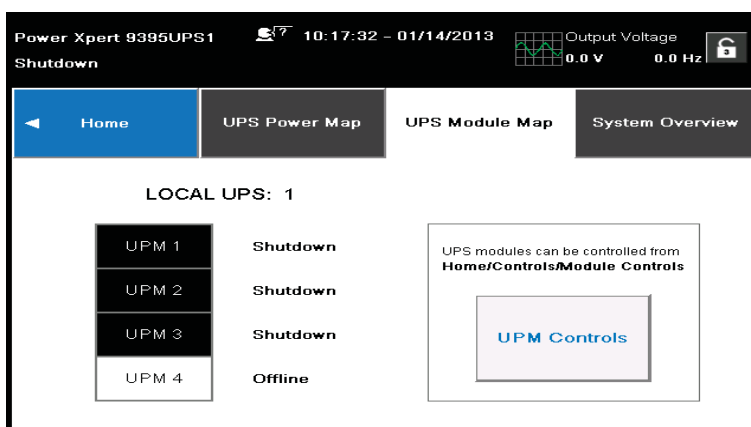 Power Xpert 9395UPS1
Shutdown
? 10:17:32 - 01/14/2013
Output Voltage
0.0 V 0.0 Hz
3
Home
UPS Power Map
UPS Module Map
System Overview
LOCAL UPS: 1
UPM 1 Shutdown
UPM 2 Shutdown
UPM 3 Shutdown
UPM 4 Offline
UPS modules can be controlled from
Home/Controls/Module Controls
UPM Controls